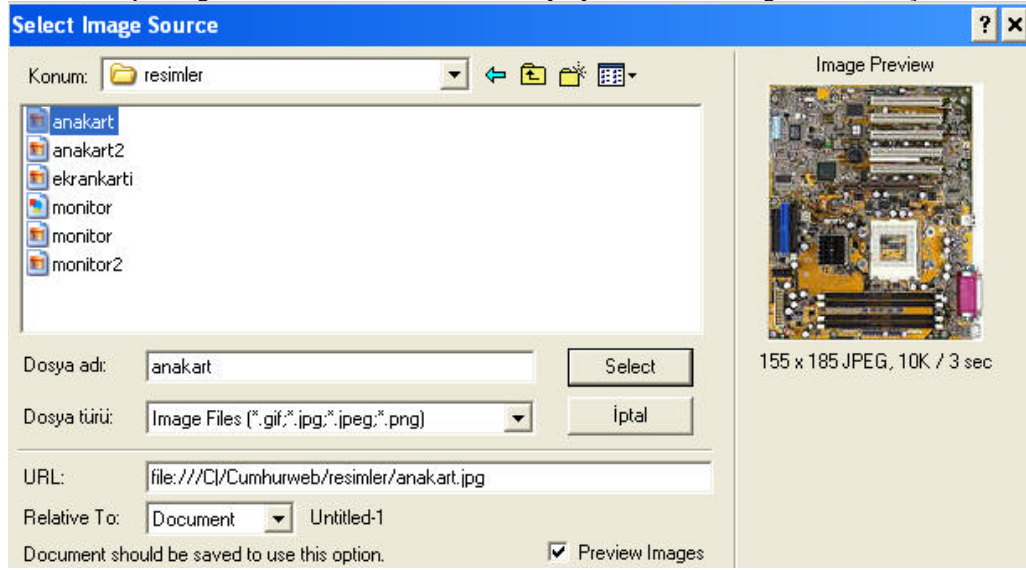 Select Image Source
Konum: resimler
Image Preview
anakart
anakart2
ekrankarti
monitor
monitor
monitor2
155 x 185 JPEG, 10K / 3 sec
Dosya adı: anakart Select
Dosya türü: Image Files (*.gif;*.jpg;*.jpeg;*.png) İptal
URL: file:///C|/Cumhurweb/resimler/anakart.jpg
Relative To: Document Untitled-1
Document should be saved to use this option. Preview Images